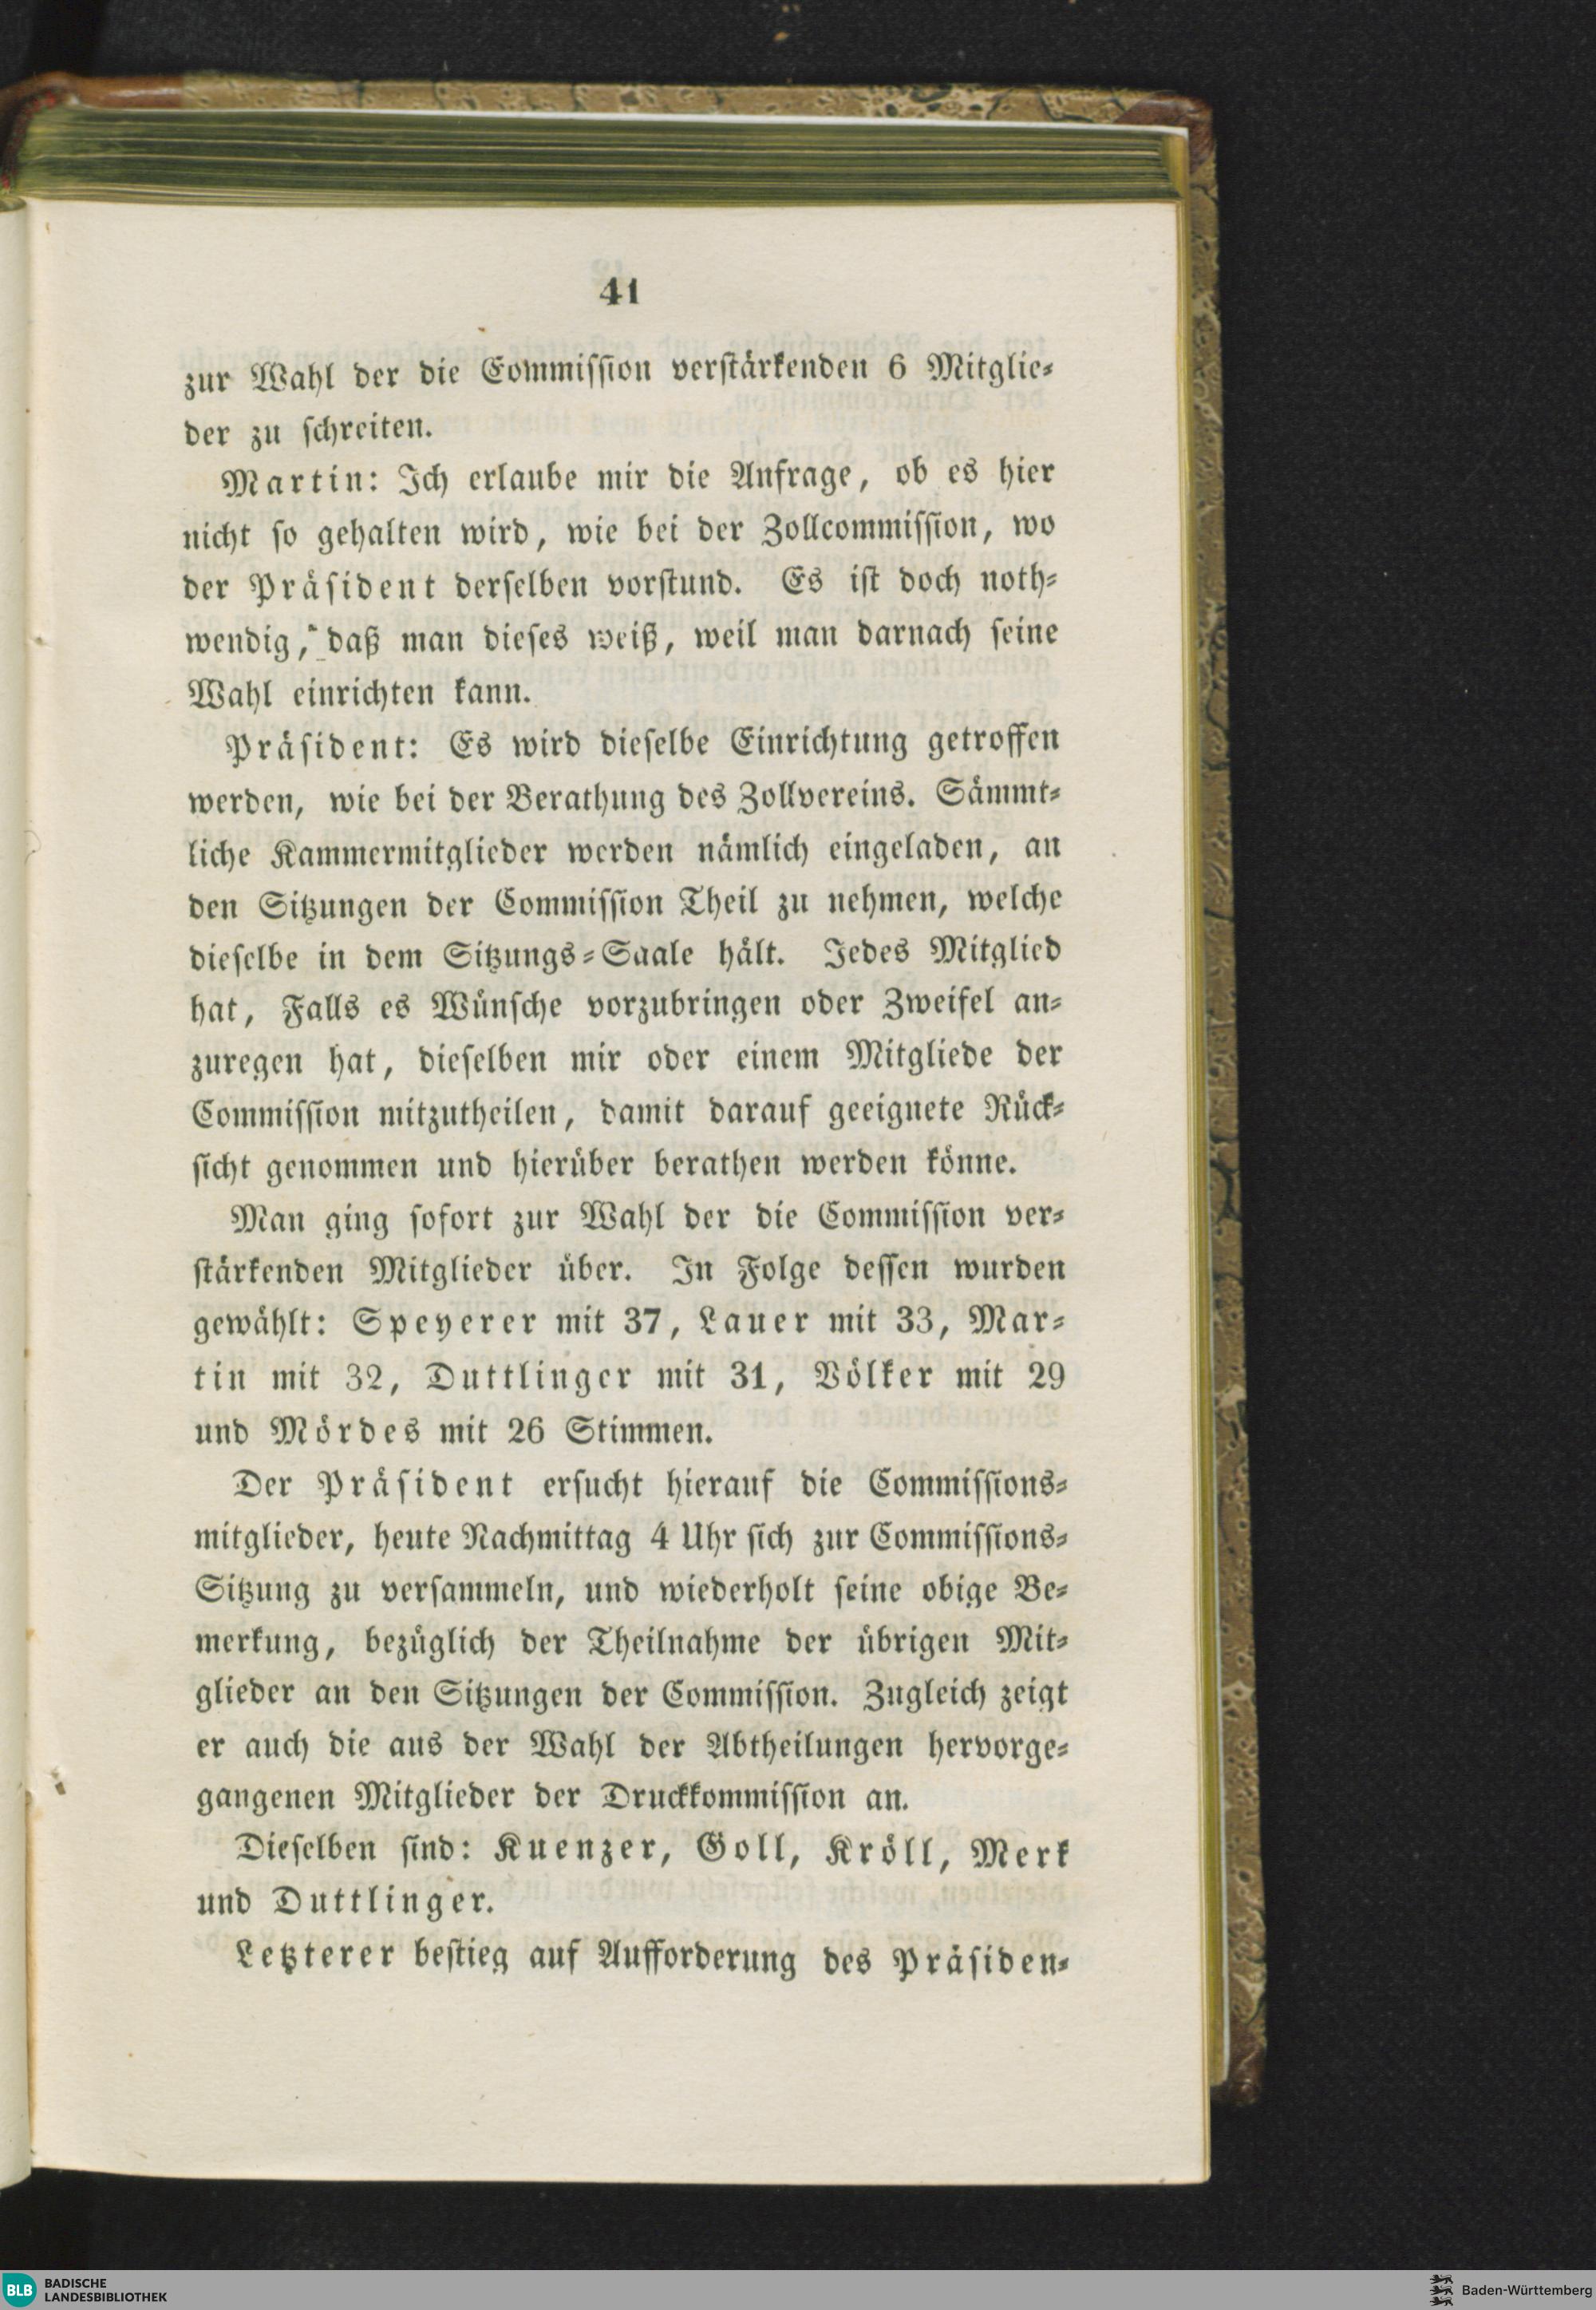 41
zur Wahl der die Commission verstärkenden 6 Mitglie-
der zu schreiten.
Martin: Ich erlaube mir die Anfrage, ob es hier
nicht so gehalten wird, wie bei der Zollcommission, wo
der Präsident derselben vorstund. Es ist doch noth-
wendig, daß man dieses weiß, weil man darnach seine
Wahl einrichten kann.
Präsident: Es wird dieselbe Einrichtung getroffen
werden, wie bei der Berathung des Zollvereins. Sämmt-
liche Kammermitglieder werden nämlich eingeladen, an
den Sitzungen der Commission Theil zu nehmen, welche
dieselbe in dem Sitzungs-Saale hält. Jedes Mitglied
hat, Falls es Wünsche vorzubringen oder Zweifel an-
zuregen hat, dieselben mir oder einem Mitgliede der
Commission mitzutheilen, damit darauf geeignete Rück-
sicht genommen und hierüber berathen werden könne.
Man ging sofort zur Wahl der die Commission ver-
stärkenden Mitglieder über. In Folge dessen wurden
gewählt: Speyerer mit 37, Lauer mit 33, Mar-
tin mit 32, Duttlinger mit 31, Völker mit 29
und Mördes mit 26 Stimmen.
Der Präsident ersucht hierauf die Commissions-
mitglieder, heute Nachmittag 4 Uhr sich zur Commissions-
Sitzung zu versammeln, und wiederholt seine obige Be-
merkung, bezüglich der Theilnahme der übrigen Mit-
glieder an den Sitzungen der Commission. Zugleich zeigt
er auch die aus der Wahl der Abtheilungen hervorge-
gangenen Mitglieder der Druckkommission an.
Dieselben sind: Kuenzer, Goll, Kröll, Merk
und Duttlinger.
Letzterer bestieg auf Aufforderung des Präsiden-
BLB BADISCHE
LANDESBIBLIOTHEK
Baden-Württemberg